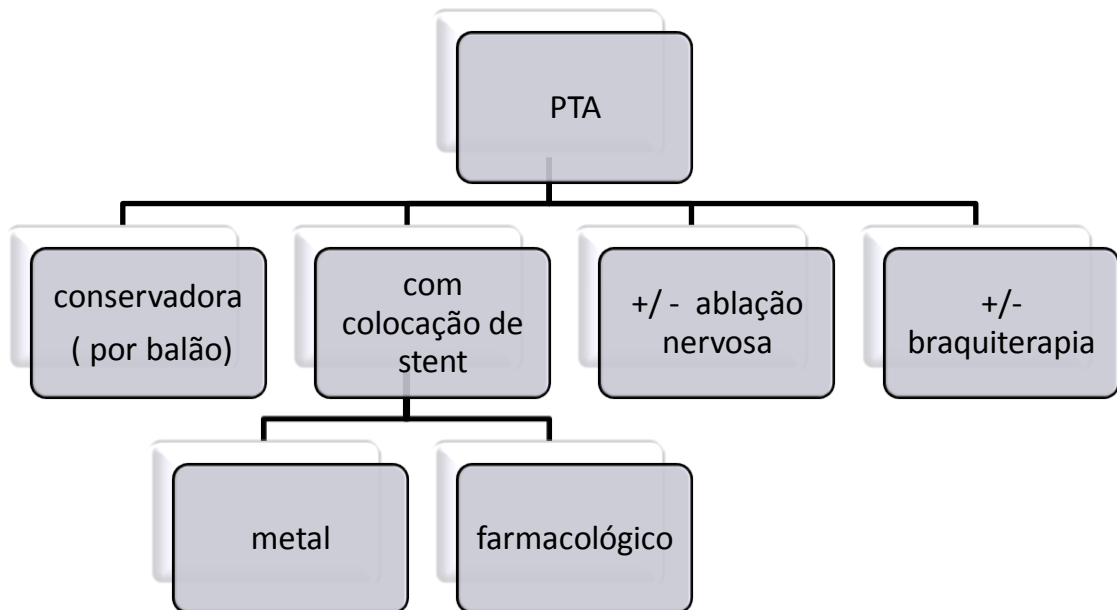 PTA
conservadora
( por balão)
com
colocação de
stent
+/ -  ablação
nervosa
+/-
braquiterapia
metal
farmacológico